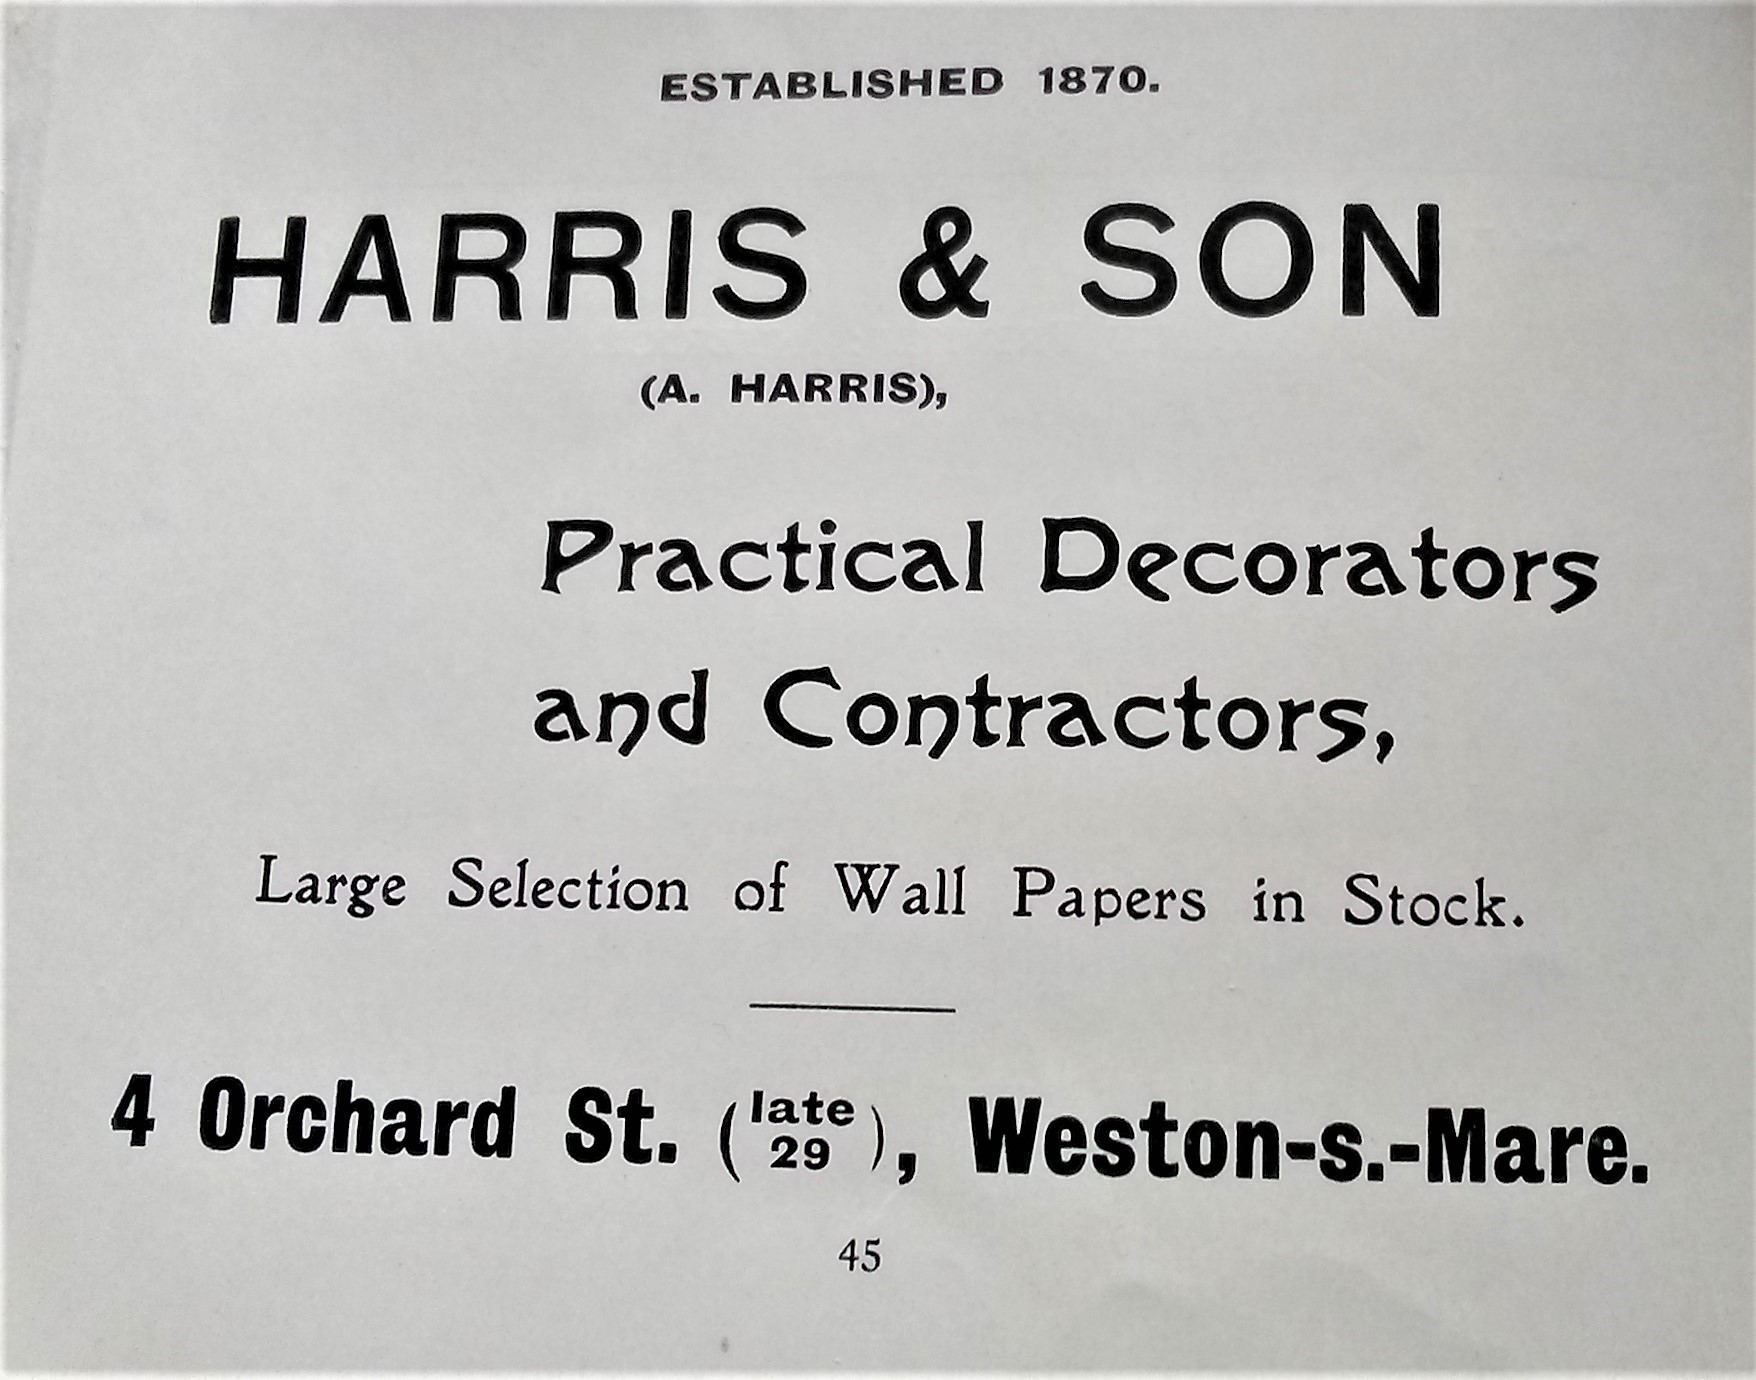 ESTABLISHED 1870.
HARRIS & SON
(A. HARRIS),
Practical Decorators
and Contractors,
Large Selection of Wall Papers in Stock.
4 Orchard St. (late 29), Weston-s.-Mare.
45